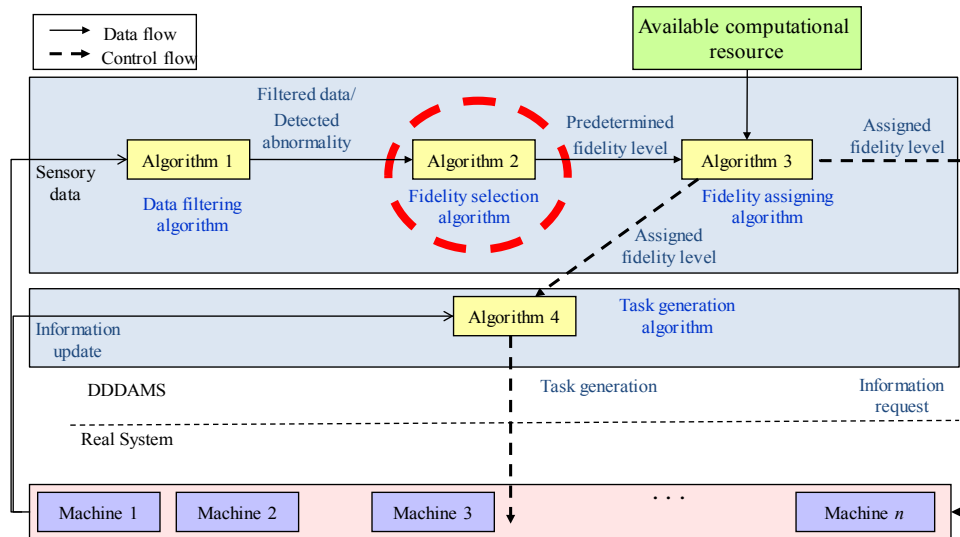 Data flow
Control flow
Available computational
resource
Filtered data/
Detected
abnormality
Predetermined
fidelity level
Assigned
fidelity level
Algorithm 1
Algorithm 2
Algorithm 3
Sensory
data
Data filtering
algorithm
Fidelity selection
algorithm
Fidelity assigning
algorithm
Assigned
fidelity level
Algorithm 4
Task generation
algorithm
Information
update
DDDAMS
Task generation
Information
request
Real System
Machine 1
Machine 2
Machine 3
. . .
Machine n